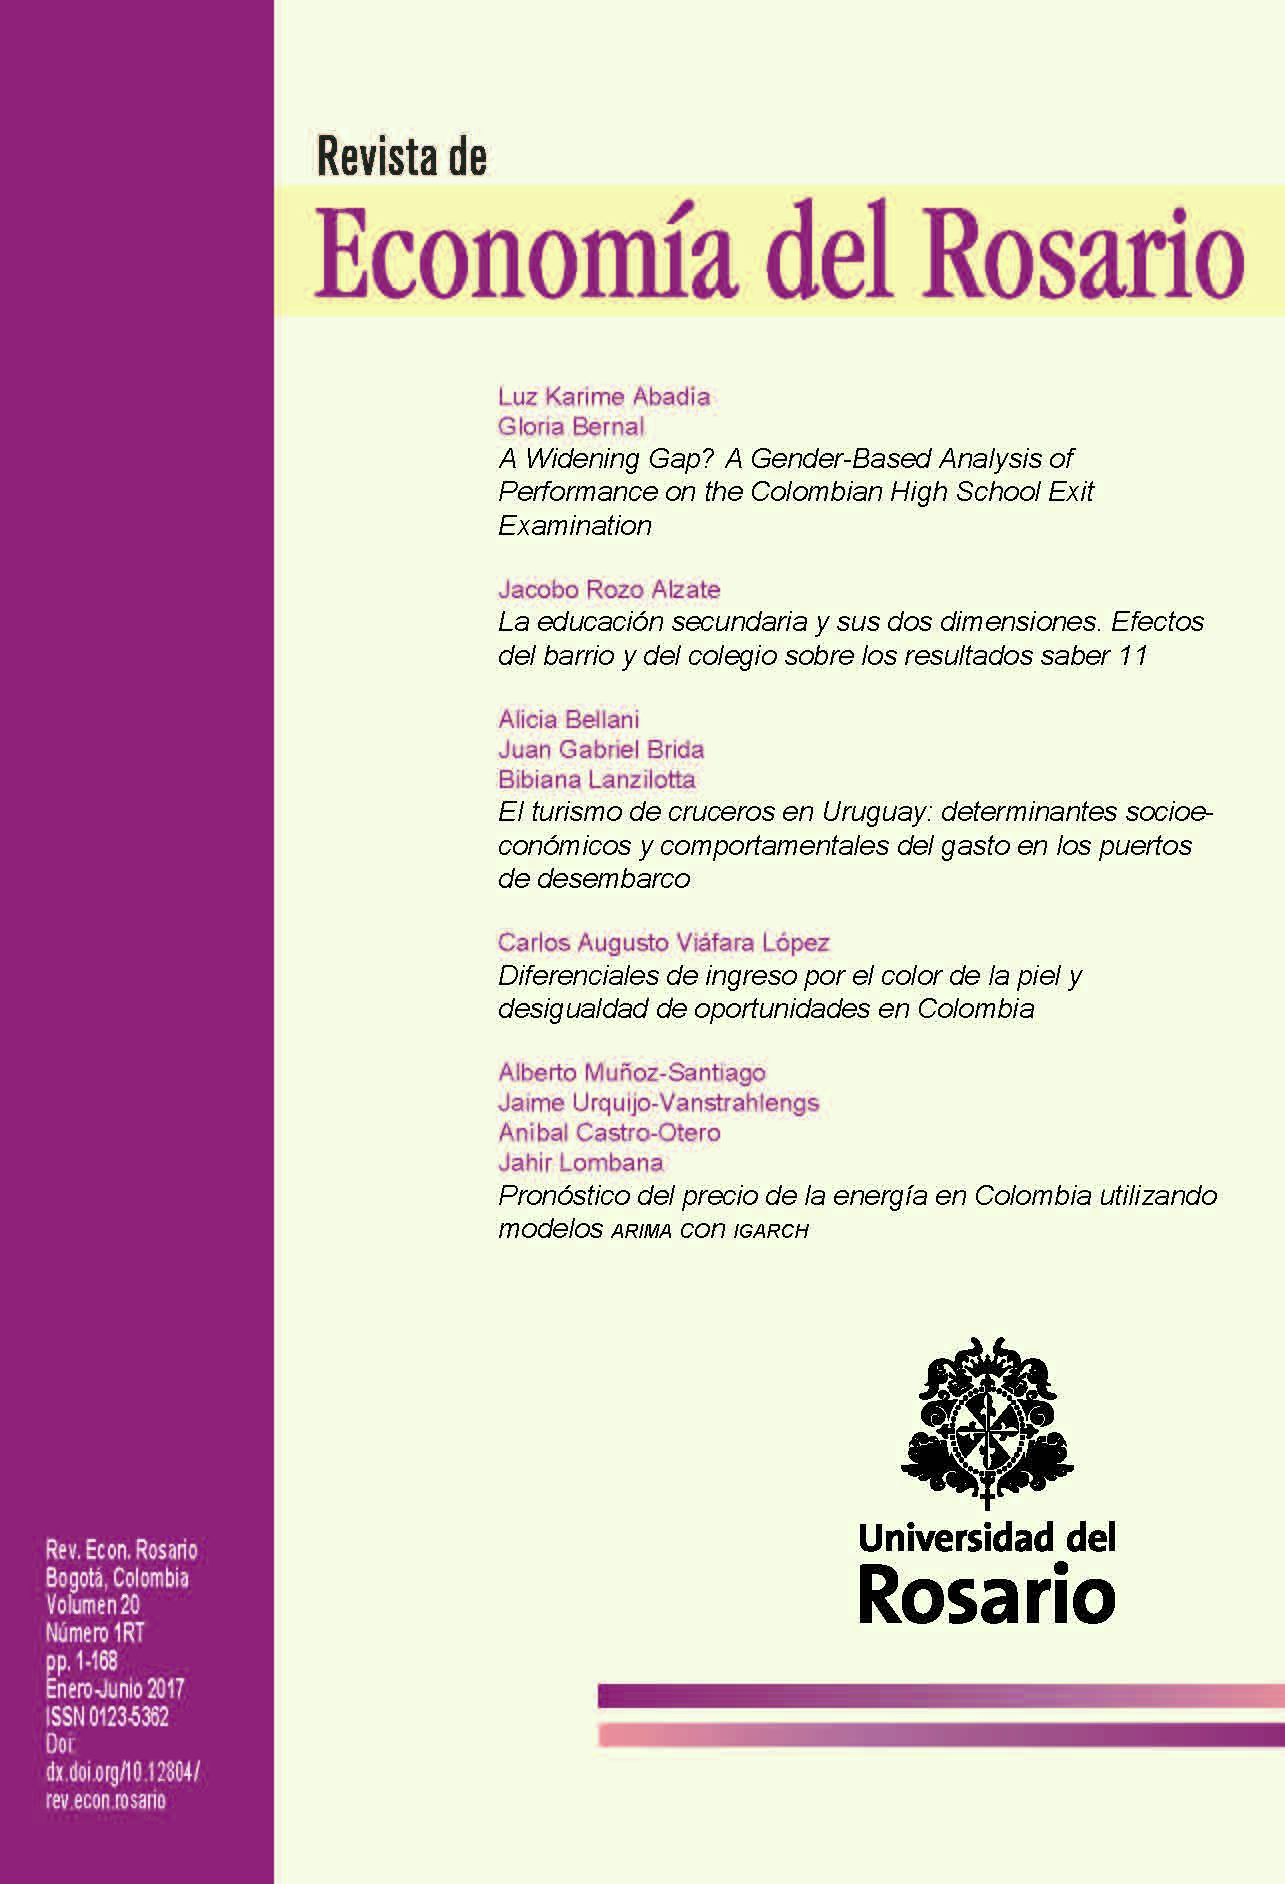 Revista de
Economía del Rosario
Luz Karime Abadia
Gloria Bernal
A Widening Gap? A Gender-Based Analysis of
Performance on the Colombian High School Exit
Examination
Jacobo Rozo Alzate
La educación secundaria y sus dos dimensiones. Efectos
del barrio y del colegio sobre los resultados saber 11
Alicia Bellani
Juan Gabriel Brida
Bibiana Lanzilotta
El turismo de cruceros en Uruguay: determinantes socioe-
conómicos y comportamentales del gasto en los puertos
de desembarco
Carlos Augusto Viáfara López
Diferenciales de ingreso por el color de la piel y
desigualdad de oportunidades en Colombia
Alberto Muñoz-Santiago
Jaime Urquijo-Vanstrahlengs
Anibal Castro-Otero
Jahir Lombana
Pronóstico del precio de la energía en Colombia utilizando
modelos ARIMA con IGARCH
Universidad del
Rosario
Rev. Econ. Rosario
Bogotá, Colombia
Volumen 20
Número 1RT
pp. 1-168
Enero-Junio 2017
ISSN 0123-5362
Doi:
dx.doi.org/10.12804/
rev.econ.rosario